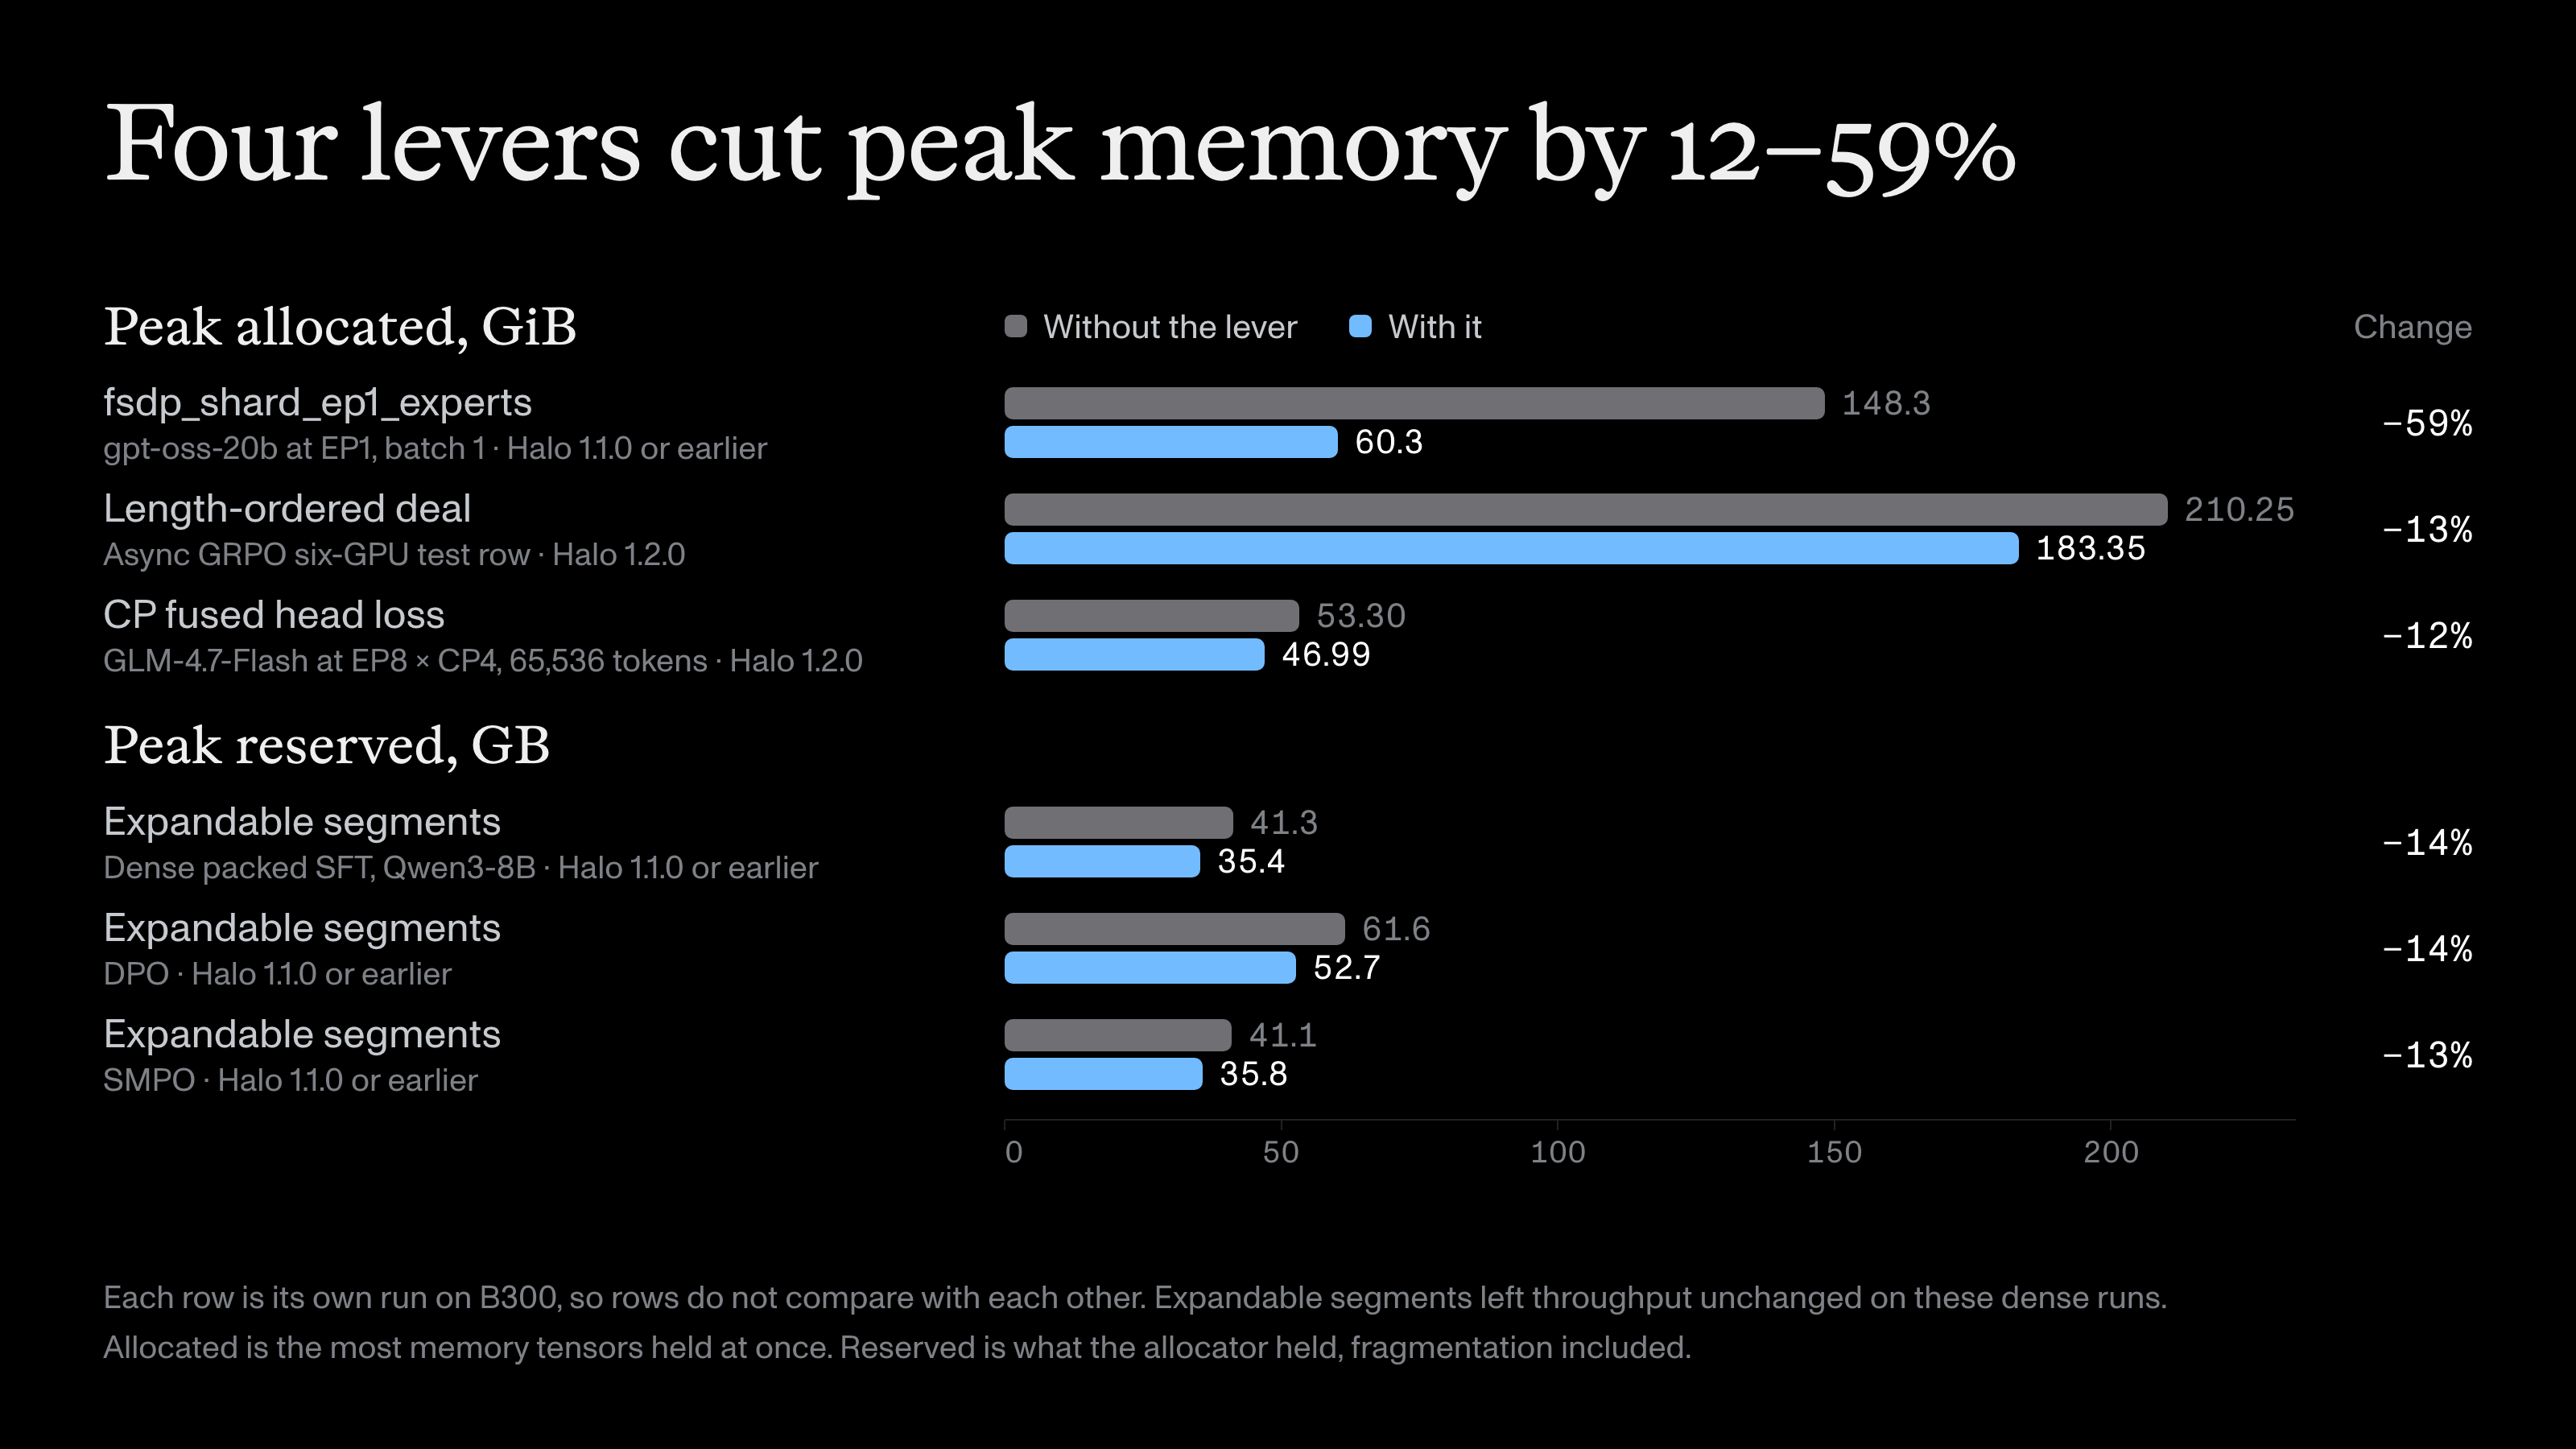 Four levers cut peak memory by 12–59%
Peak allocated, GiB
Without the lever
With it
Change
fsdp_shard_ep1_experts
gpt-oss-20b at EP1, batch 1 · Halo 1.1.0 or earlier
148.3
60.3
−59%
Length-ordered deal
Async GRPO six-GPU test row · Halo 1.2.0
210.25
183.35
−13%
CP fused head loss
GLM-4.7-Flash at EP8 × CP4, 65,536 tokens · Halo 1.2.0
53.30
46.99
−12%
Peak reserved, GB
Expandable segments
Dense packed SFT, Qwen3-8B · Halo 1.1.0 or earlier
41.3
35.4
−14%
Expandable segments
DPO · Halo 1.1.0 or earlier
61.6
52.7
−14%
Expandable segments
SMPO · Halo 1.1.0 or earlier
41.1
35.8
−13%
0 50 100 150 200
Each row is its own run on B300, so rows do not compare with each other. Expandable segments left throughput unchanged on these dense runs.
Allocated is the most memory tensors held at once. Reserved is what the allocator held, fragmentation included.